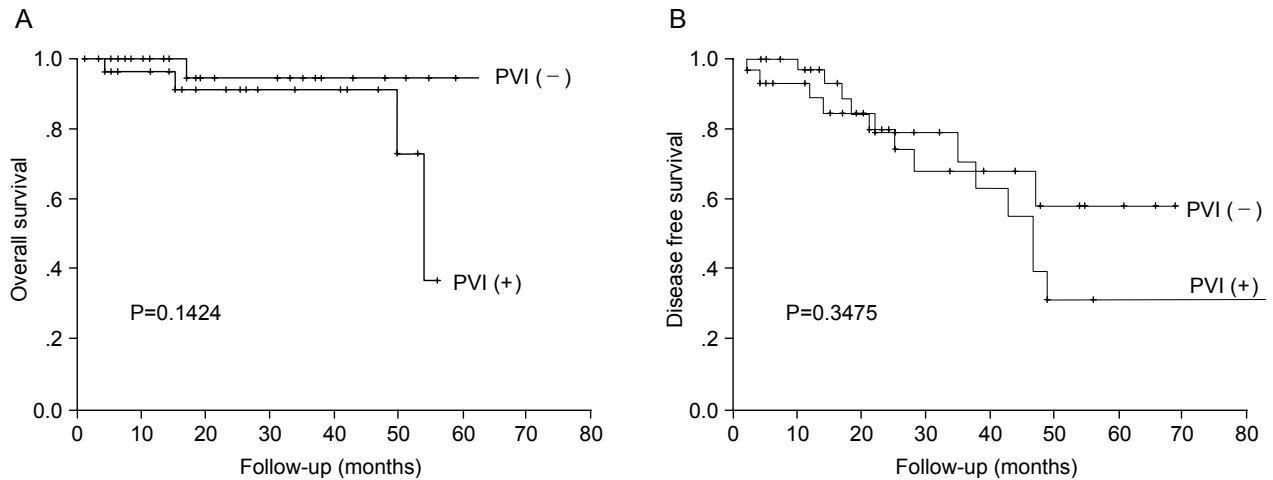 A
1.0
.8
.6
.4
.2
0.0
Overall survival
PVI (−)
PVI (+)
P=0.1424
0 10 20 30 40 50 60 70 80
Follow-up (months)
B
1.0
.8
.6
.4
.2
0.0
Disease free survival
PVI (−)
PVI (+)
P=0.3475
0 10 20 30 40 50 60 70 80
Follow-up (months)